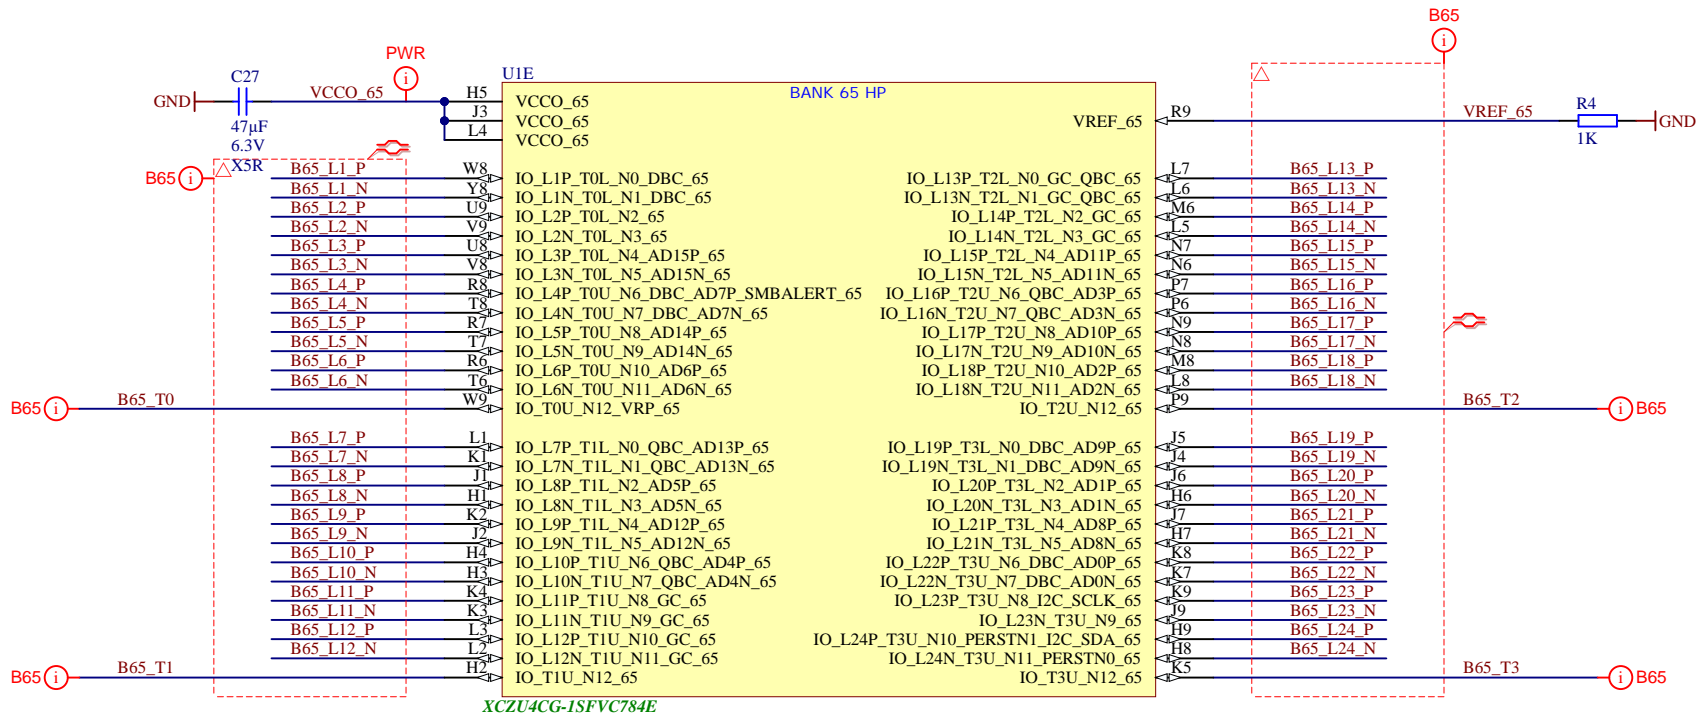 B65
PWR
C27
U1E
BANK 65 HP
GND
VCCO_65
H5
VCCO_65
J3
VCCO_65
L4
VCCO_65
47µF
6.3V
X5R
VREF_65
R9
VREF_65
R4
1K
GND
B65
B65_L1_P W8 IO_L1P_T0L_N0_DBC_65 IO_L13P_T2L_N0_GC_QBC_65 L7 B65_L13_P
B65_L1_N Y8 IO_L1N_T0L_N1_DBC_65 IO_L13N_T2L_N1_GC_QBC_65 L6 B65_L13_N
B65_L2_P U9 IO_L2P_T0L_N2_65 IO_L14P_T2L_N2_GC_65 M6 B65_L14_P
B65_L2_N V9 IO_L2N_T0L_N3_65 IO_L14N_T2L_N3_GC_65 L5 B65_L14_N
B65_L3_P U8 IO_L3P_T0L_N4_AD15P_65 IO_L15P_T2L_N4_AD11P_65 N7 B65_L15_P
B65_L3_N V8 IO_L3N_T0L_N5_AD15N_65 IO_L15N_T2L_N5_AD11N_65 N6 B65_L15_N
B65_L4_P R8 IO_L4P_T0U_N6_DBC_AD7P_SMBALERT_65 IO_L16P_T2U_N6_QBC_AD3P_65 P7 B65_L16_P
B65_L4_N T8 IO_L4N_T0U_N7_DBC_AD7N_65 IO_L16N_T2U_N7_QBC_AD3N_65 P6 B65_L16_N
B65_L5_P R7 IO_L5P_T0U_N8_AD14P_65 IO_L17P_T2U_N8_AD10P_65 N9 B65_L17_P
B65_L5_N T7 IO_L5N_T0U_N9_AD14N_65 IO_L17N_T2U_N9_AD10N_65 N8 B65_L17_N
B65_L6_P R6 IO_L6P_T0U_N10_AD6P_65 IO_L18P_T2U_N10_AD2P_65 M8 B65_L18_P
B65_L6_N T6 IO_L6N_T0U_N11_AD6N_65 IO_L18N_T2U_N11_AD2N_65 L8 B65_L18_N
B65 B65_T0 W9 IO_T0U_N12_VRP_65 IO_T2U_N12_65 P9 B65_T2 B65
B65_L7_P L1 IO_L7P_T1L_N0_QBC_AD13P_65 IO_L19P_T3L_N0_DBC_AD9P_65 J5 B65_L19_P
B65_L7_N K1 IO_L7N_T1L_N1_QBC_AD13N_65 IO_L19N_T3L_N1_DBC_AD9N_65 J4 B65_L19_N
B65_L8_P J1 IO_L8P_T1L_N2_AD5P_65 IO_L20P_T3L_N2_AD1P_65 J6 B65_L20_P
B65_L8_N H1 IO_L8N_T1L_N3_AD5N_65 IO_L20N_T3L_N3_AD1N_65 H6 B65_L20_N
B65_L9_P K2 IO_L9P_T1L_N4_AD12P_65 IO_L21P_T3L_N4_AD8P_65 J7 B65_L21_P
B65_L9_N J2 IO_L9N_T1L_N5_AD12N_65 IO_L21N_T3L_N5_AD8N_65 H7 B65_L21_N
B65_L10_P H4 IO_L10P_T1U_N6_QBC_AD4P_65 IO_L22P_T3U_N6_DBC_AD0P_65 K8 B65_L22_P
B65_L10_N H3 IO_L10N_T1U_N7_QBC_AD4N_65 IO_L22N_T3U_N7_DBC_AD0N_65 K7 B65_L22_N
B65_L11_P K4 IO_L11P_T1U_N8_GC_65 IO_L23P_T3U_N8_I2C_SCLK_65 K9 B65_L23_P
B65_L11_N K3 IO_L11N_T1U_N9_GC_65 IO_L23N_T3U_N9_65 J9 B65_L23_N
B65_L12_P L3 IO_L12P_T1U_N10_GC_65 IO_L24P_T3U_N10_PERSTN1_I2C_SDA_65 H9 B65_L24_P
B65_L12_N L2 IO_L12N_T1U_N11_GC_65 IO_L24N_T3U_N11_PERSTN0_65 H8 B65_L24_N
B65 B65_T1 H2 IO_T1U_N12_65 IO_T3U_N12_65 K5 B65_T3 B65
XCZU4CG-1SFVC784E